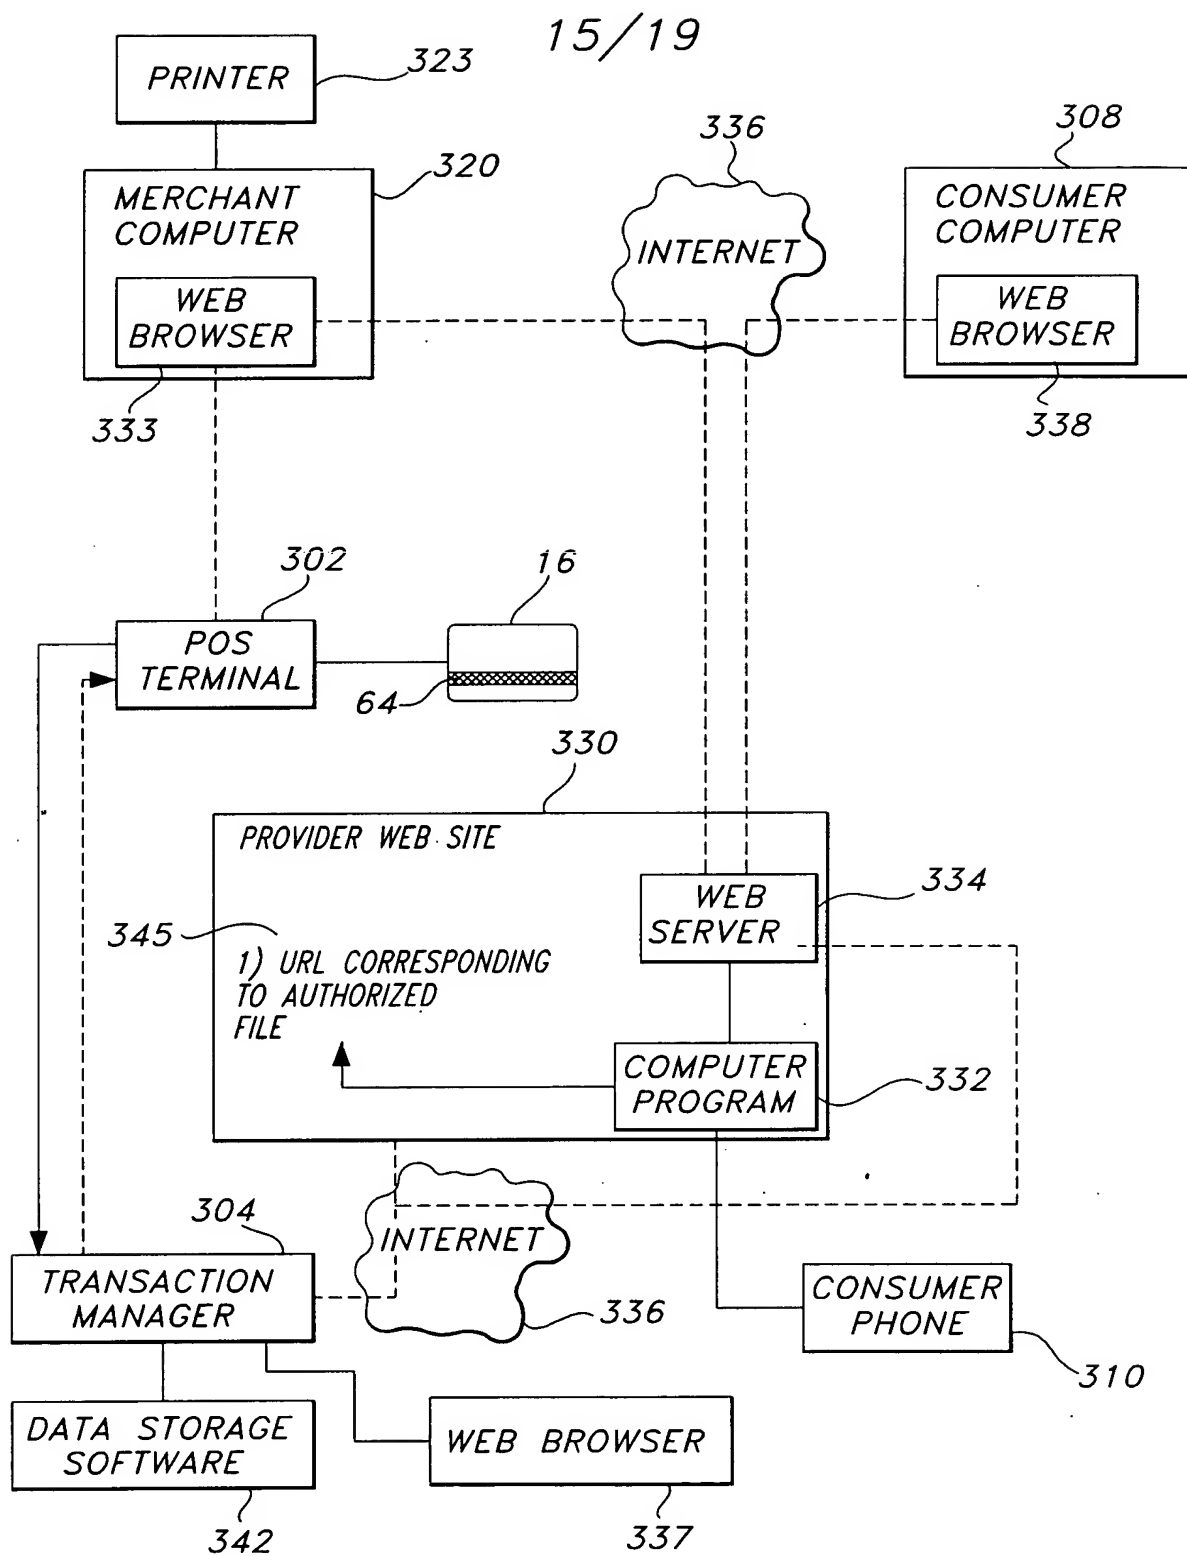 15/19
PRINTER
323
MERCHANT
COMPUTER
320
WEB
BROWSER
333
336
INTERNET
308
CONSUMER
COMPUTER
WEB
BROWSER
338
302
POS
TERMINAL
16
64
330
PROVIDER WEB SITE
345
1) URL CORRESPONDING
TO AUTHORIZED
FILE
WEB
SERVER
334
COMPUTER
PROGRAM
332
304
TRANSACTION
MANAGER
INTERNET
336
CONSUMER
PHONE
310
DATA STORAGE
SOFTWARE
342
WEB BROWSER
337